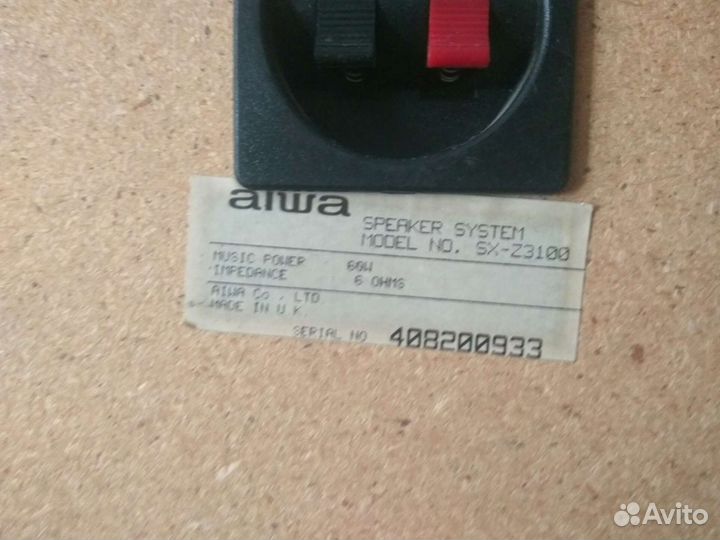 aiwa
SPEAKER SYSTEM
MODEL NO. SX-Z3100
MUSIC POWER 60W
IMPEDANCE 6 OHMS
AIWA Co., LTD
MADE IN U K
SERIAL NO 408200933
Avito